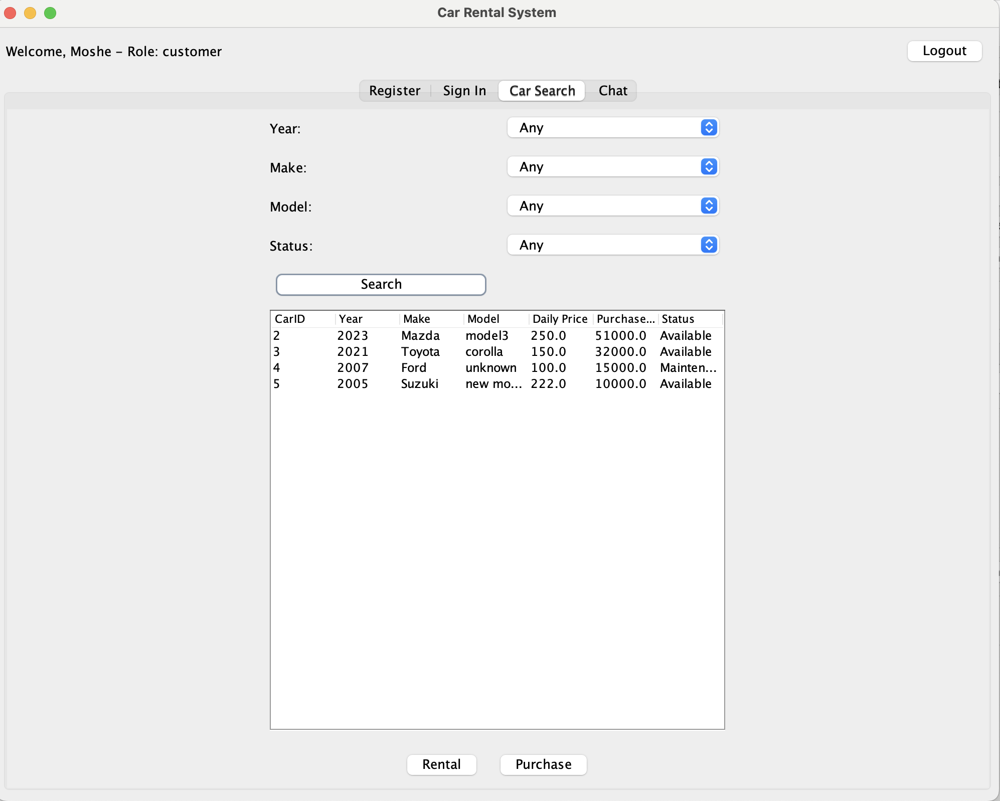 Car Rental System
Welcome, Moshe – Role: customer
Logout
Register Sign In Car Search Chat
Year: Any
Make: Any
Model: Any
Status: Any
Search
CarID Year Make Model Daily Price Purchase... Status
2 2023 Mazda model3 250.0 51000.0 Available
3 2021 Toyota corolla 150.0 32000.0 Available
4 2007 Ford unknown 100.0 15000.0 Mainten...
5 2005 Suzuki new mo... 222.0 10000.0 Available
Rental Purchase